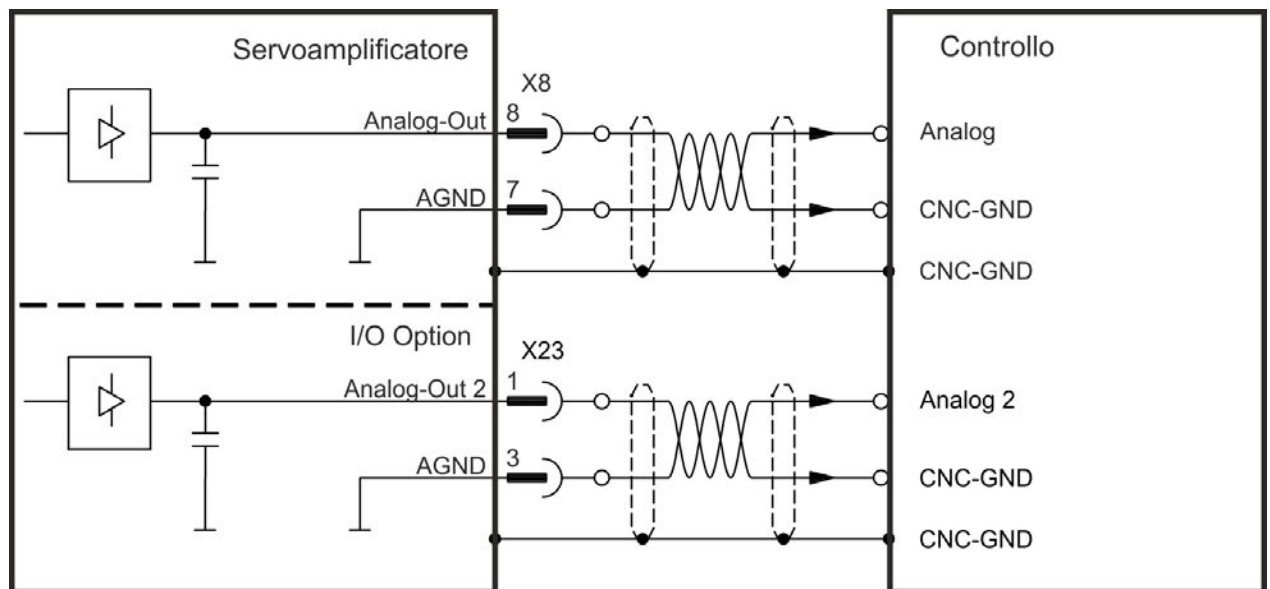 Servoamplificatore
Controllo
X8
Analog-Out
8
Analog
AGND
7
CNC-GND
CNC-GND
I/O Option
X23
Analog-Out 2
1
Analog 2
AGND
3
CNC-GND
CNC-GND